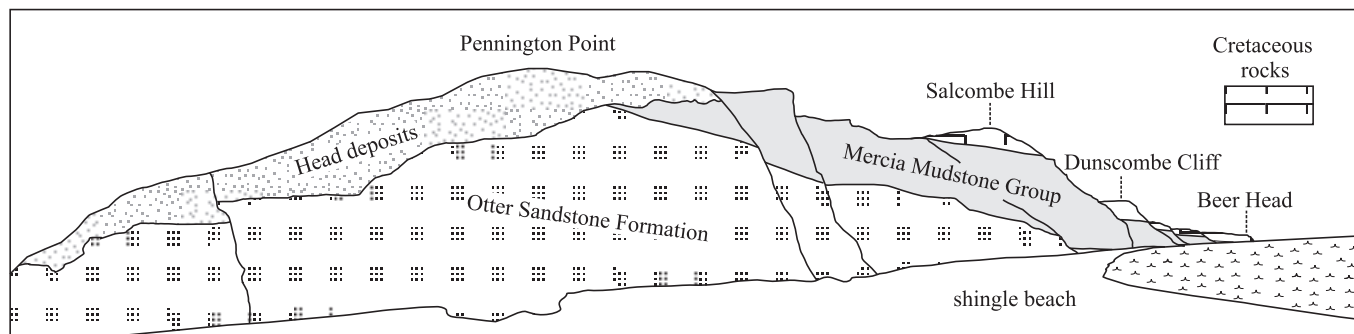 Pennington Point
Cretaceous
rocks
Salcombe Hill
Head deposits
Mercia Mudstone Group
Dunscombe Cliff
Beer Head
Otter Sandstone Formation
shingle beach